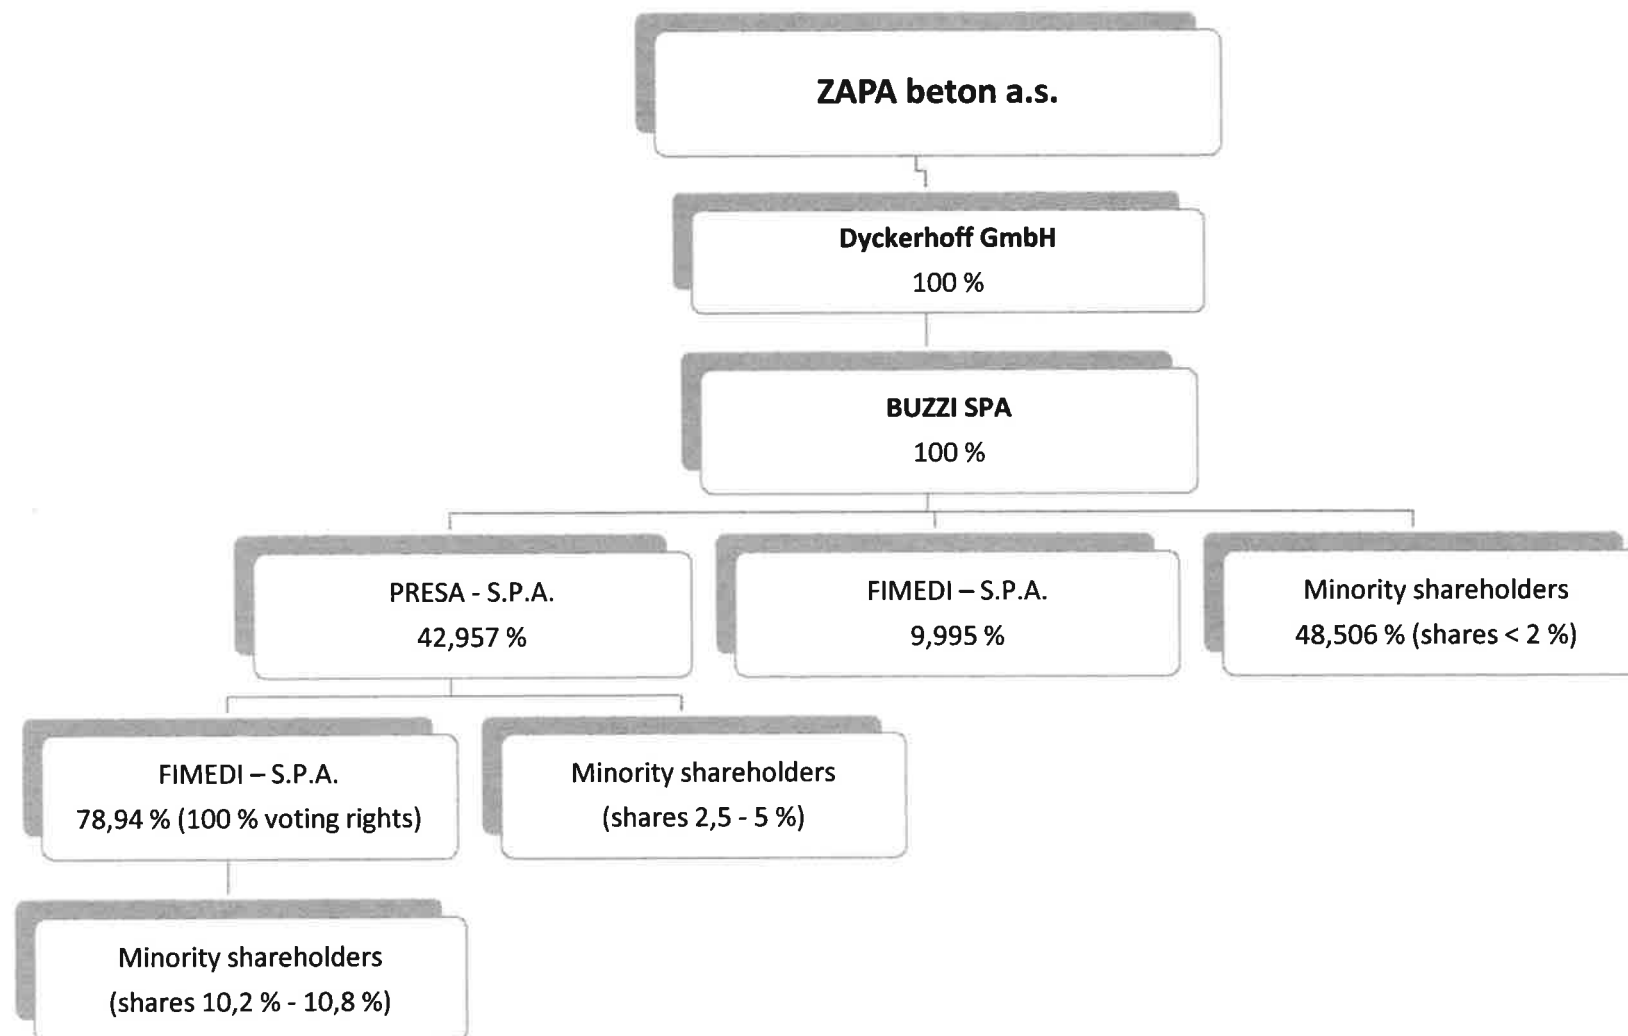 ZAPA beton a.s.
Dyckerhoff GmbH
100 %
BUZZI SPA
100 %
PRESA - S.P.A.
42,957 %
FIMEDI – S.P.A.
9,995 %
Minority shareholders
48,506 % (shares < 2 %)
FIMEDI – S.P.A.
78,94 % (100 % voting rights)
Minority shareholders
(shares 2,5 - 5 %)
Minority shareholders
(shares 10,2 % - 10,8 %)